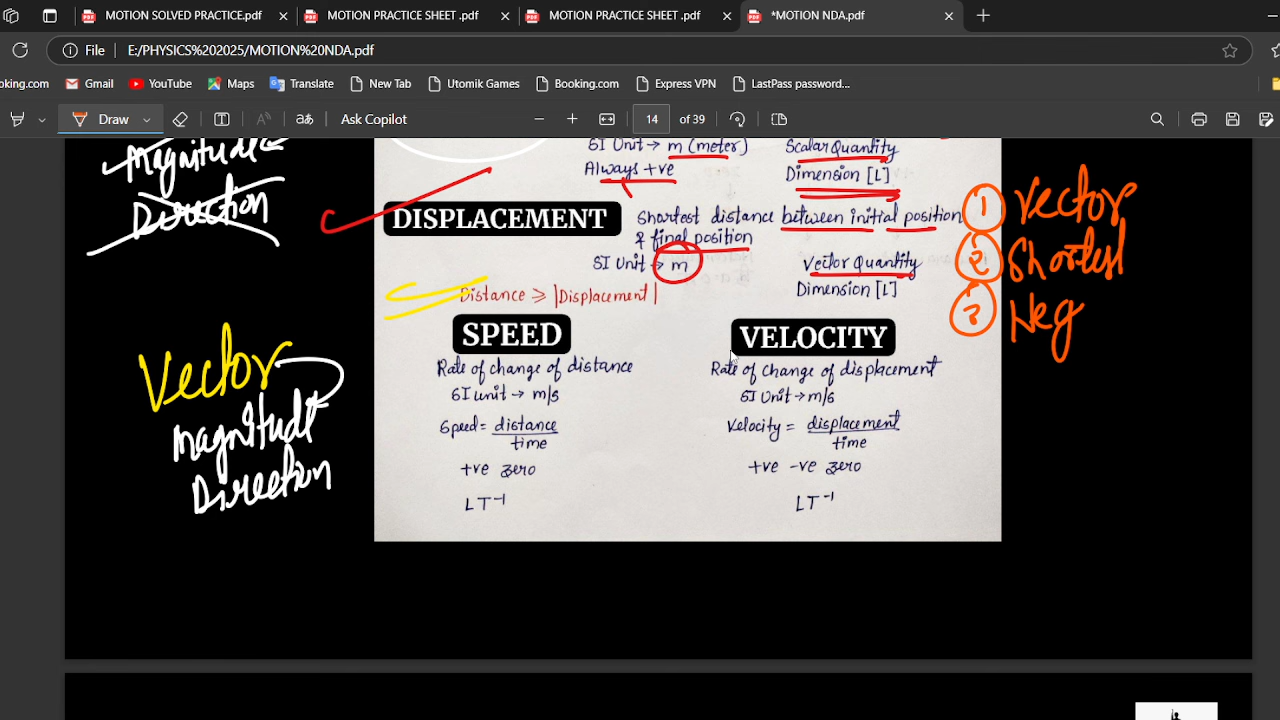 MOTION SOLVED PRACTICE.pdf
MOTION PRACTICE SHEET .pdf
MOTION PRACTICE SHEET .pdf
*MOTION NDA.pdf
File E:/PHYSICS%202025/MOTION%20NDA.pdf
oking.com Gmail YouTube Maps Translate New Tab Utomik Games Booking.com Express VPN LastPass password...
Draw Ask Copilot 14 of 39
Magnitude
Direction
SI Unit → m (meter)
Scalar Quantity
Always +ve
Dimension [L]
DISPLACEMENT
Shortest distance between initial position
& final position
SI Unit → m
Vector Quantity
Dimension [L]
Distance ⩾ |Displacement|
1 Vector
2 Shortest
3 Neg
Vector
Magnitude
Direction
SPEED
Rate of change of distance
SI unit → m/s
Speed = distance
time
+ve zero
LT⁻¹
VELOCITY
Rate of change of displacement
SI Unit → m/s
Velocity = displacement
time
+ve -ve zero
LT⁻¹